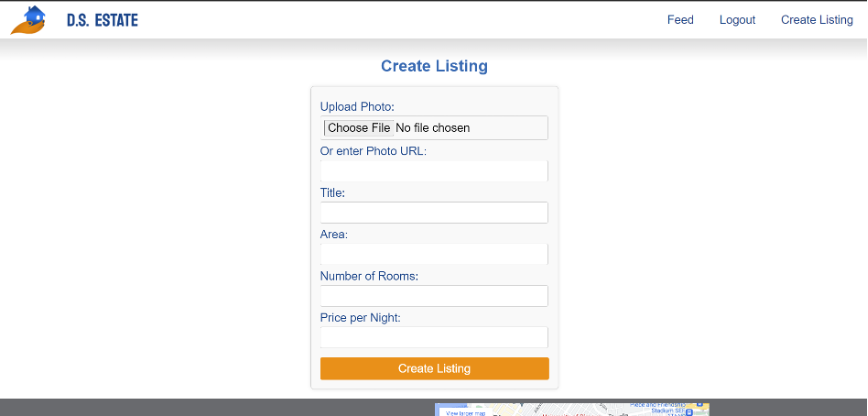 D.S. ESTATE
Feed Logout Create Listing
Create Listing
Upload Photo:
Choose File No file chosen
Or enter Photo URL:
Title:
Area:
Number of Rooms:
Price per Night:
Create Listing
View larger map
Stadium